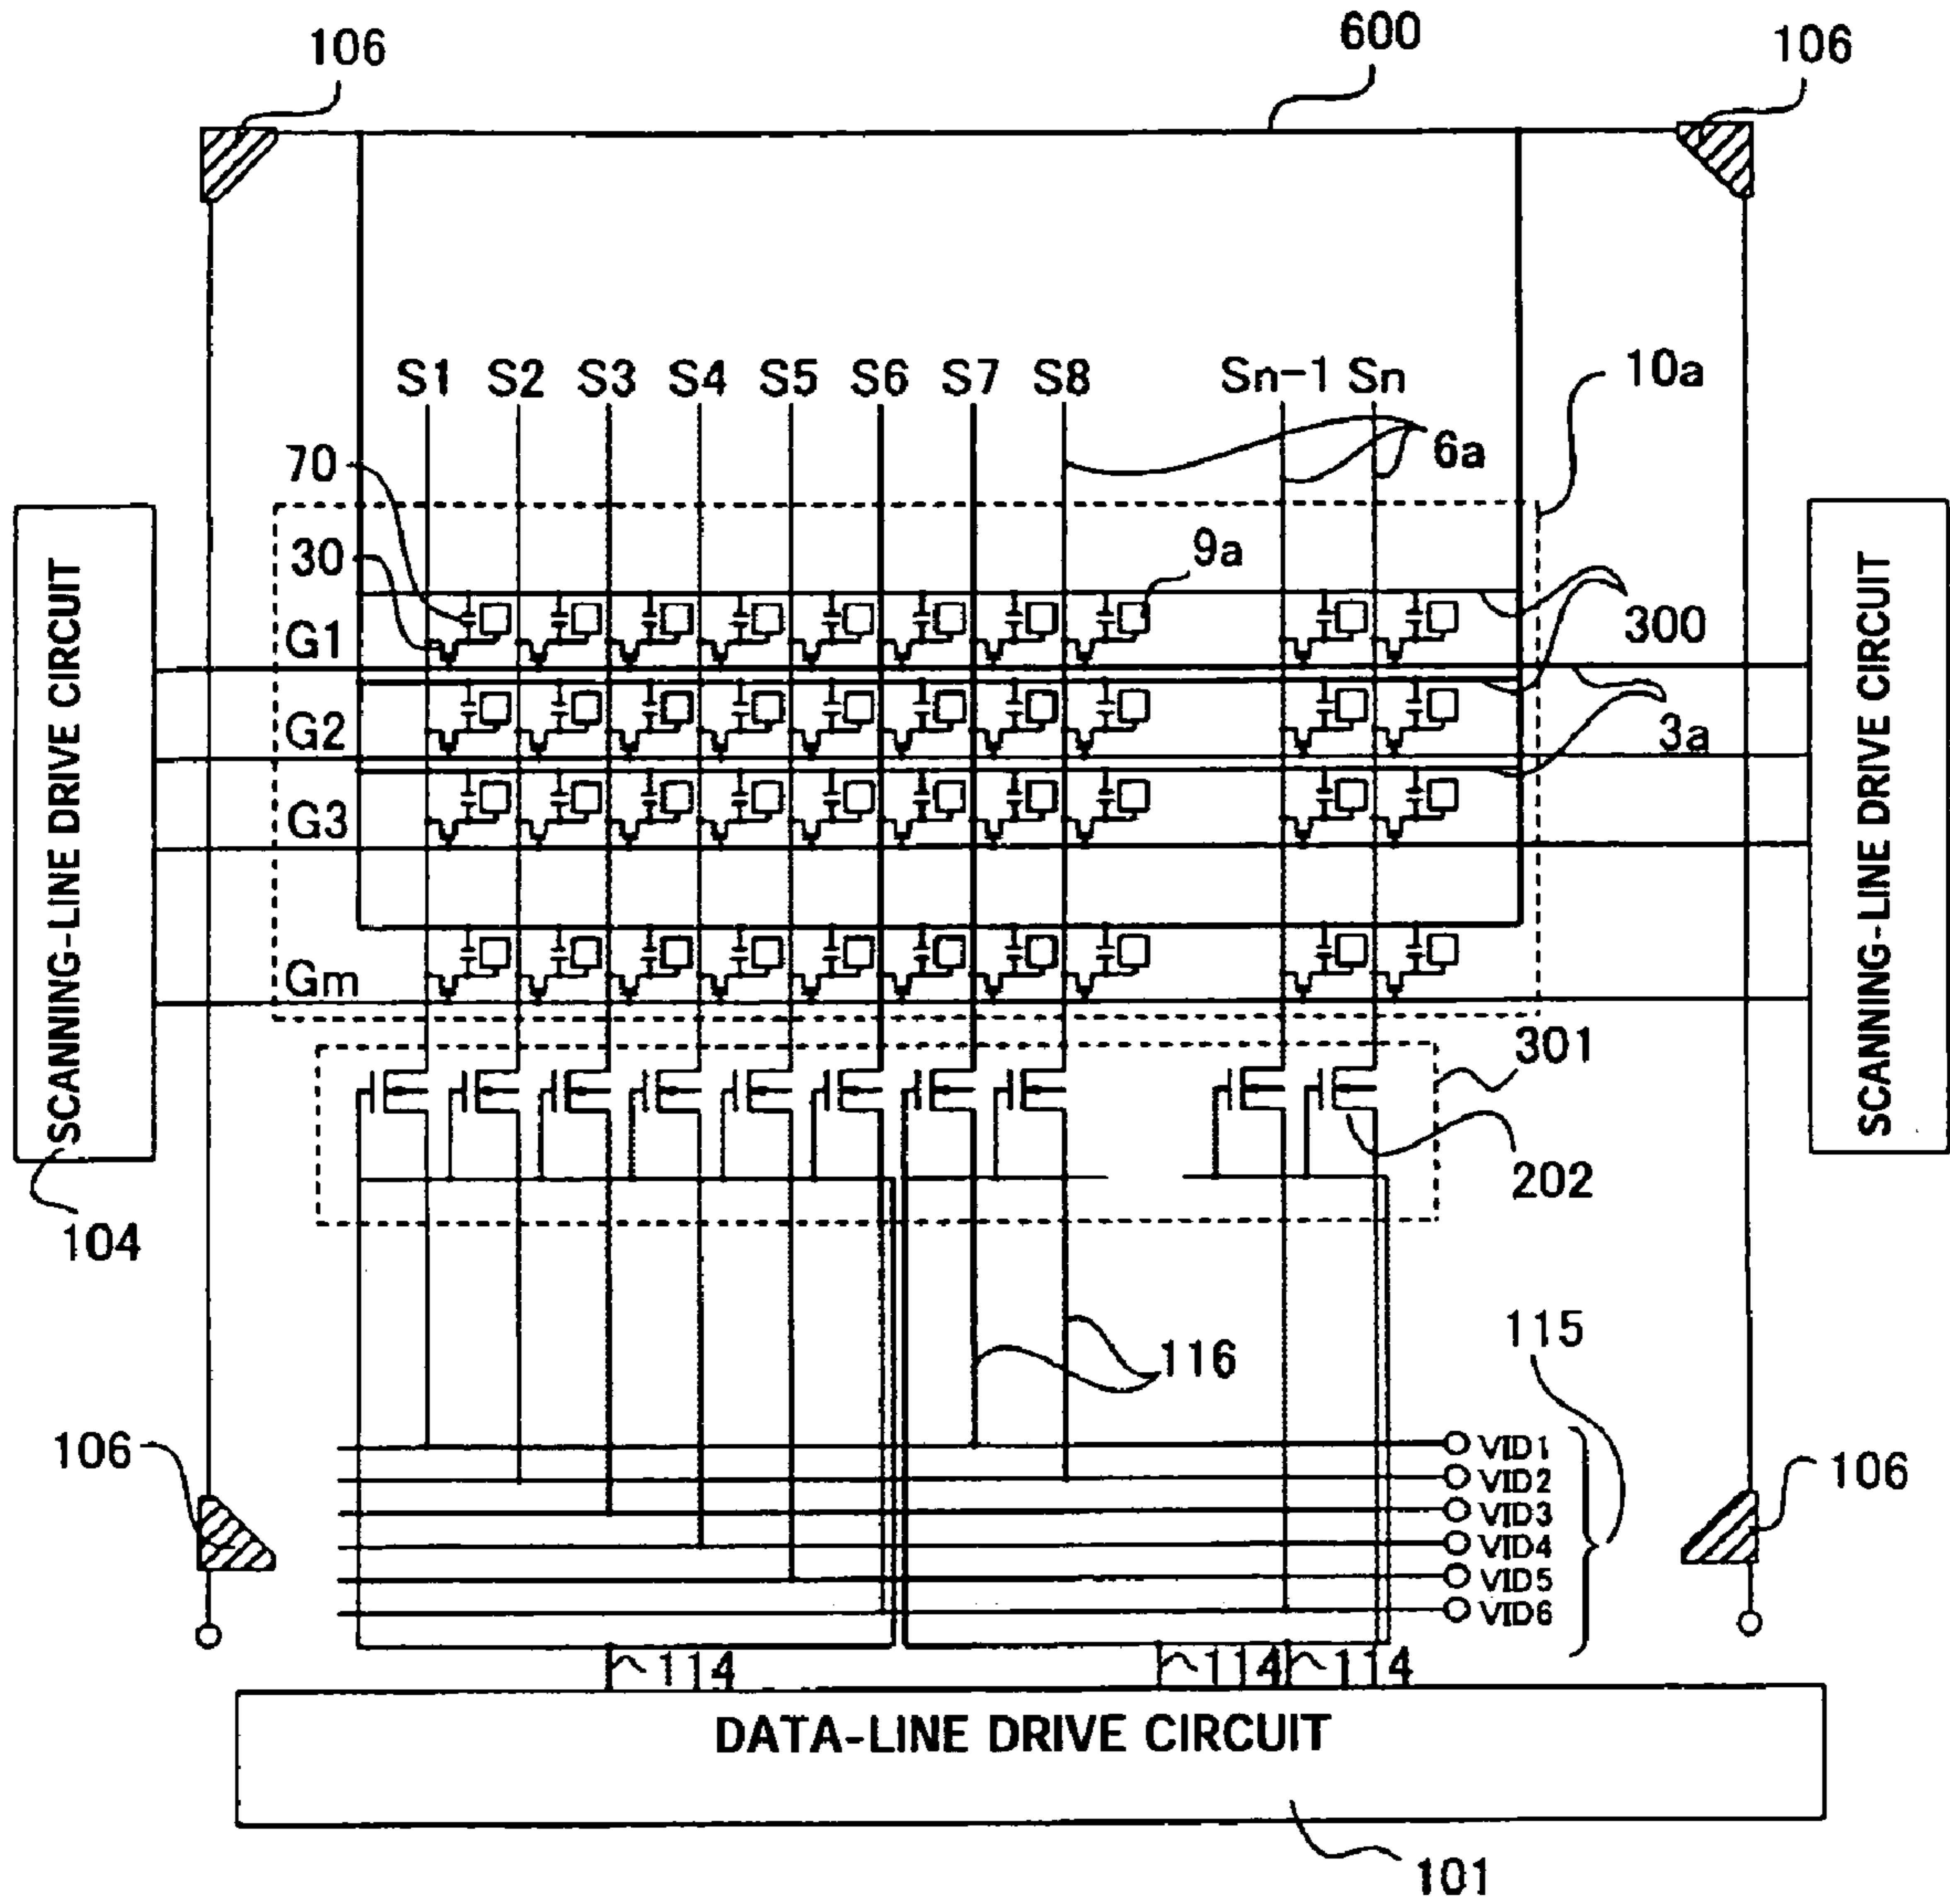 106
600
106
S1 S2 S3 S4 S5 S6 S7 S8 Sn-1 Sn
10a
6a
70
30
9a
G1
300
G2
3a
G3
Gm
SCANNING-LINE DRIVE CIRCUIT
SCANNING-LINE DRIVE CIRCUIT
301
202
104
116
115
106
106
VID1
VID2
VID3
VID4
VID5
VID6
114 114 114
DATA-LINE DRIVE CIRCUIT
101